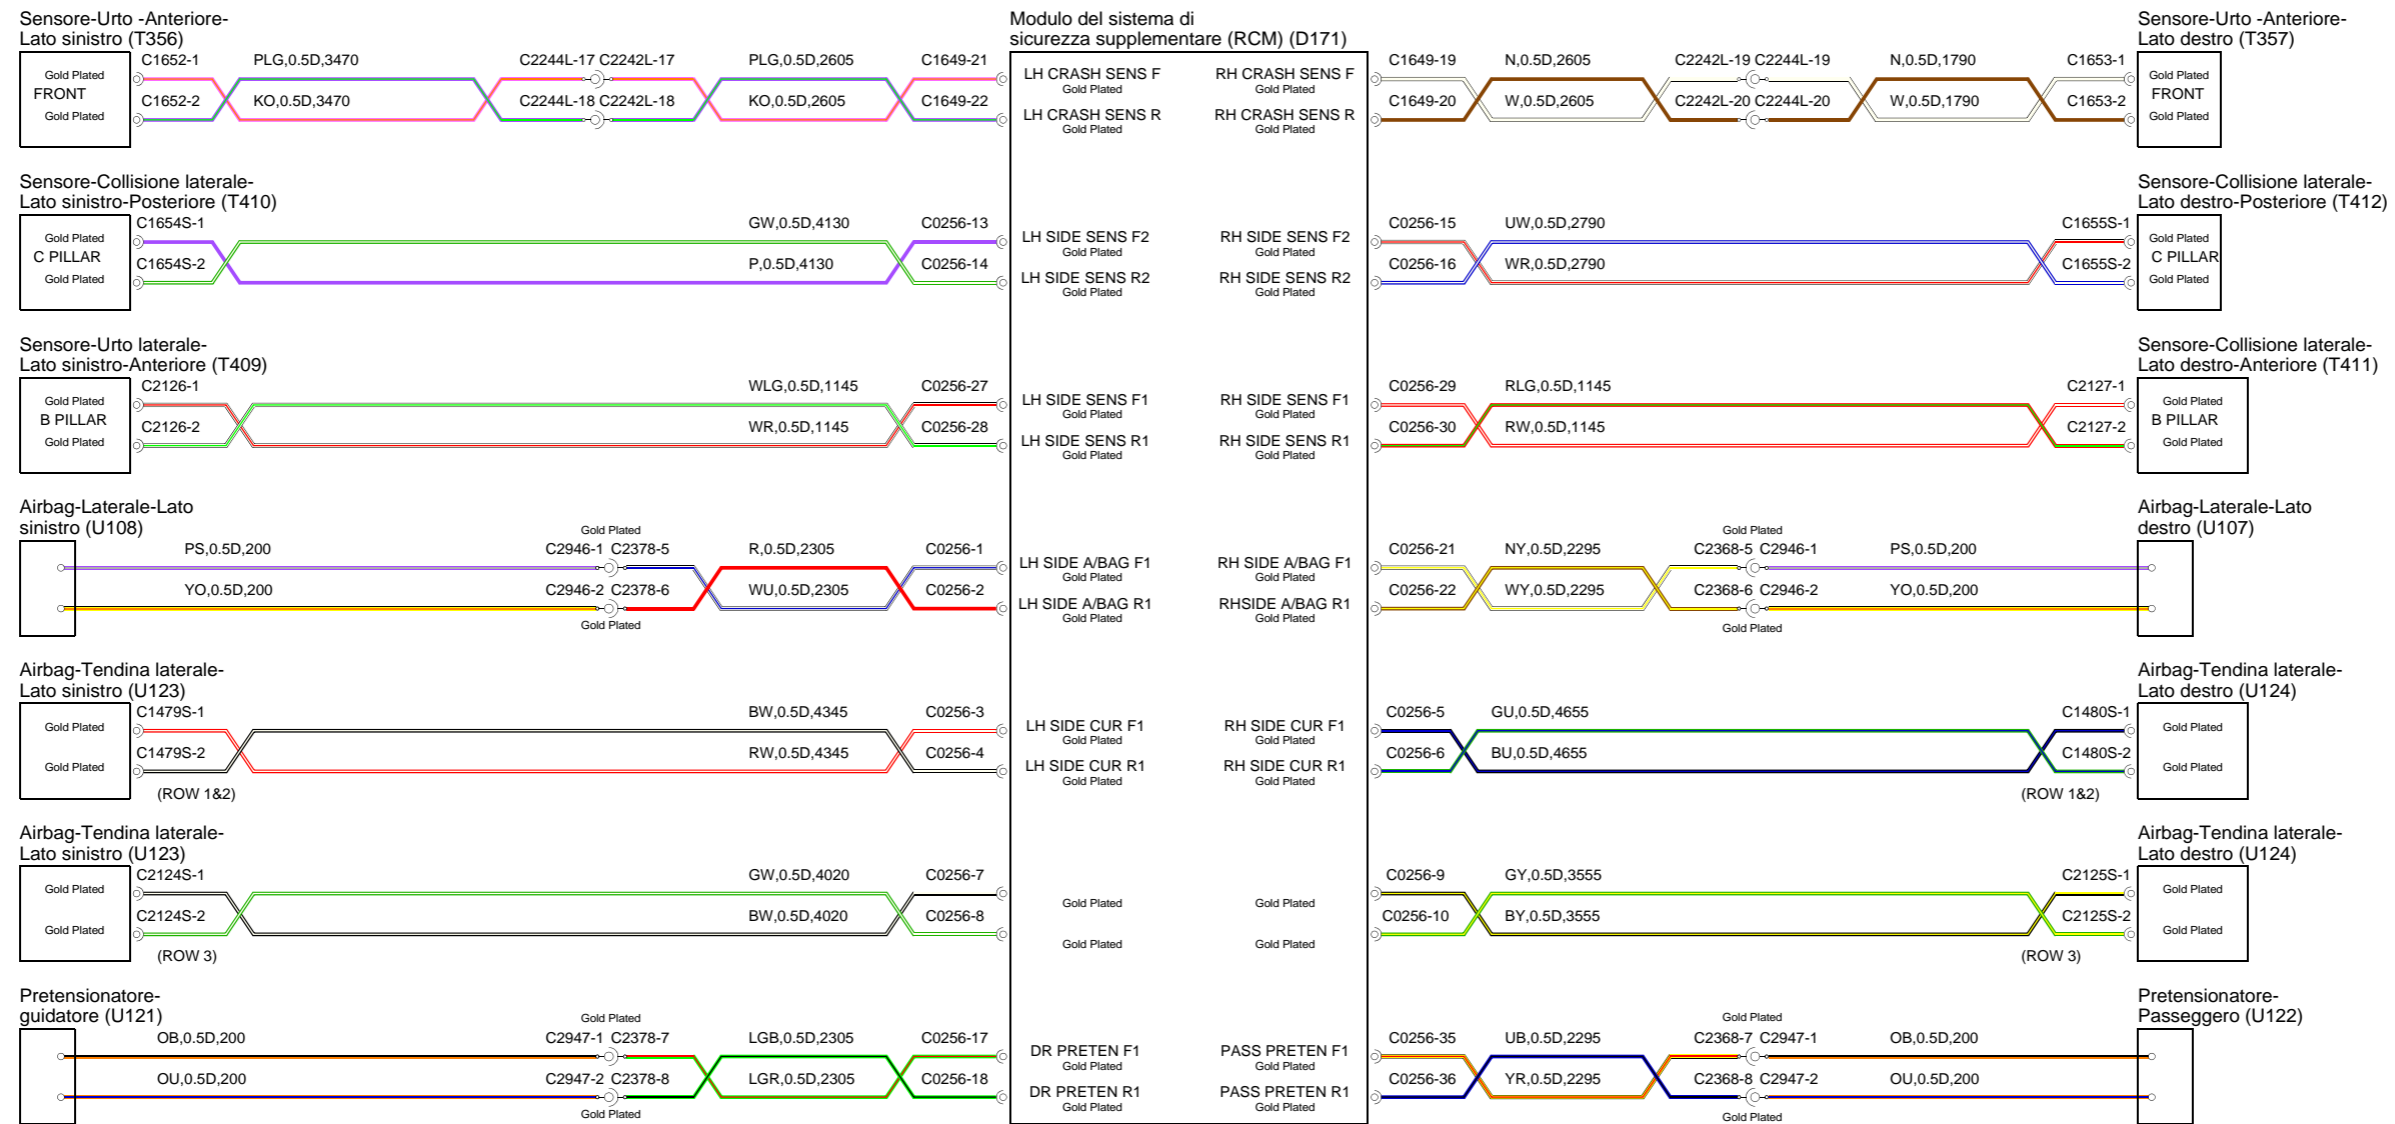 Sensore-Urto -Anteriore-
Lato sinistro (T356)
Modulo del sistema di
sicurezza supplementare (RCM) (D171)
Sensore-Urto -Anteriore-
Lato destro (T357)
Gold Plated
FRONT
Gold Plated
C1652-1
PLG,0.5D,3470
C2244L-17 C2242L-17
PLG,0.5D,2605
C1649-21
C1652-2
KO,0.5D,3470
C2244L-18 C2242L-18
KO,0.5D,2605
C1649-22
LH CRASH SENS F
Gold Plated
LH CRASH SENS R
Gold Plated
RH CRASH SENS F
Gold Plated
RH CRASH SENS R
Gold Plated
C1649-19
N,0.5D,2605
C2242L-19 C2244L-19
N,0.5D,1790
C1653-1
C1649-20
W,0.5D,2605
C2242L-20 C2244L-20
W,0.5D,1790
C1653-2
Gold Plated
FRONT
Gold Plated
Sensore-Collisione laterale-
Lato sinistro-Posteriore (T410)
Gold Plated
C PILLAR
Gold Plated
C1654S-1
GW,0.5D,4130
C0256-13
C1654S-2
P,0.5D,4130
C0256-14
LH SIDE SENS F2
Gold Plated
LH SIDE SENS R2
Gold Plated
RH SIDE SENS F2
Gold Plated
RH SIDE SENS R2
Gold Plated
C0256-15
UW,0.5D,2790
C1655S-1
C0256-16
WR,0.5D,2790
C1655S-2
Sensore-Collisione laterale-
Lato destro-Posteriore (T412)
Gold Plated
C PILLAR
Gold Plated
Sensore-Urto laterale-
Lato sinistro-Anteriore (T409)
Gold Plated
B PILLAR
Gold Plated
C2126-1
WLG,0.5D,1145
C0256-27
C2126-2
WR,0.5D,1145
C0256-28
LH SIDE SENS F1
Gold Plated
LH SIDE SENS R1
Gold Plated
RH SIDE SENS F1
Gold Plated
RH SIDE SENS R1
Gold Plated
C0256-29
RLG,0.5D,1145
C2127-1
C0256-30
RW,0.5D,1145
C2127-2
Sensore-Collisione laterale-
Lato destro-Anteriore (T411)
Gold Plated
B PILLAR
Gold Plated
Airbag-Laterale-Lato
sinistro (U108)
Gold Plated
PS,0.5D,200
C2946-1 C2378-5
R,0.5D,2305
C0256-1
YO,0.5D,200
C2946-2 C2378-6
WU,0.5D,2305
C0256-2
Gold Plated
LH SIDE A/BAG F1
Gold Plated
LH SIDE A/BAG R1
Gold Plated
RH SIDE A/BAG F1
Gold Plated
RHSIDE A/BAG R1
Gold Plated
Gold Plated
C0256-21
NY,0.5D,2295
C2368-5 C2946-1
PS,0.5D,200
C0256-22
WY,0.5D,2295
C2368-6 C2946-2
YO,0.5D,200
Gold Plated
Airbag-Laterale-Lato
destro (U107)
Airbag-Tendina laterale-
Lato sinistro (U123)
Gold Plated
Gold Plated
C1479S-1
BW,0.5D,4345
C0256-3
C1479S-2
RW,0.5D,4345
C0256-4
(ROW 1&2)
LH SIDE CUR F1
Gold Plated
LH SIDE CUR R1
Gold Plated
RH SIDE CUR F1
Gold Plated
RH SIDE CUR R1
Gold Plated
C0256-5
GU,0.5D,4655
C1480S-1
C0256-6
BU,0.5D,4655
C1480S-2
(ROW 1&2)
Airbag-Tendina laterale-
Lato destro (U124)
Gold Plated
Gold Plated
Airbag-Tendina laterale-
Lato sinistro (U123)
Gold Plated
Gold Plated
C2124S-1
GW,0.5D,4020
C0256-7
C2124S-2
BW,0.5D,4020
C0256-8
(ROW 3)
Gold Plated
Gold Plated
Gold Plated
Gold Plated
C0256-9
GY,0.5D,3555
C2125S-1
C0256-10
BY,0.5D,3555
C2125S-2
(ROW 3)
Airbag-Tendina laterale-
Lato destro (U124)
Gold Plated
Gold Plated
Pretensionatore-
guidatore (U121)
Gold Plated
OB,0.5D,200
C2947-1 C2378-7
LGB,0.5D,2305
C0256-17
OU,0.5D,200
C2947-2 C2378-8
LGR,0.5D,2305
C0256-18
Gold Plated
DR PRETEN F1
Gold Plated
DR PRETEN R1
Gold Plated
PASS PRETEN F1
Gold Plated
PASS PRETEN R1
Gold Plated
Gold Plated
C0256-35
UB,0.5D,2295
C2368-7 C2947-1
OB,0.5D,200
C0256-36
YR,0.5D,2295
C2368-8 C2947-2
OU,0.5D,200
Gold Plated
Pretensionatore-
Passeggero (U122)